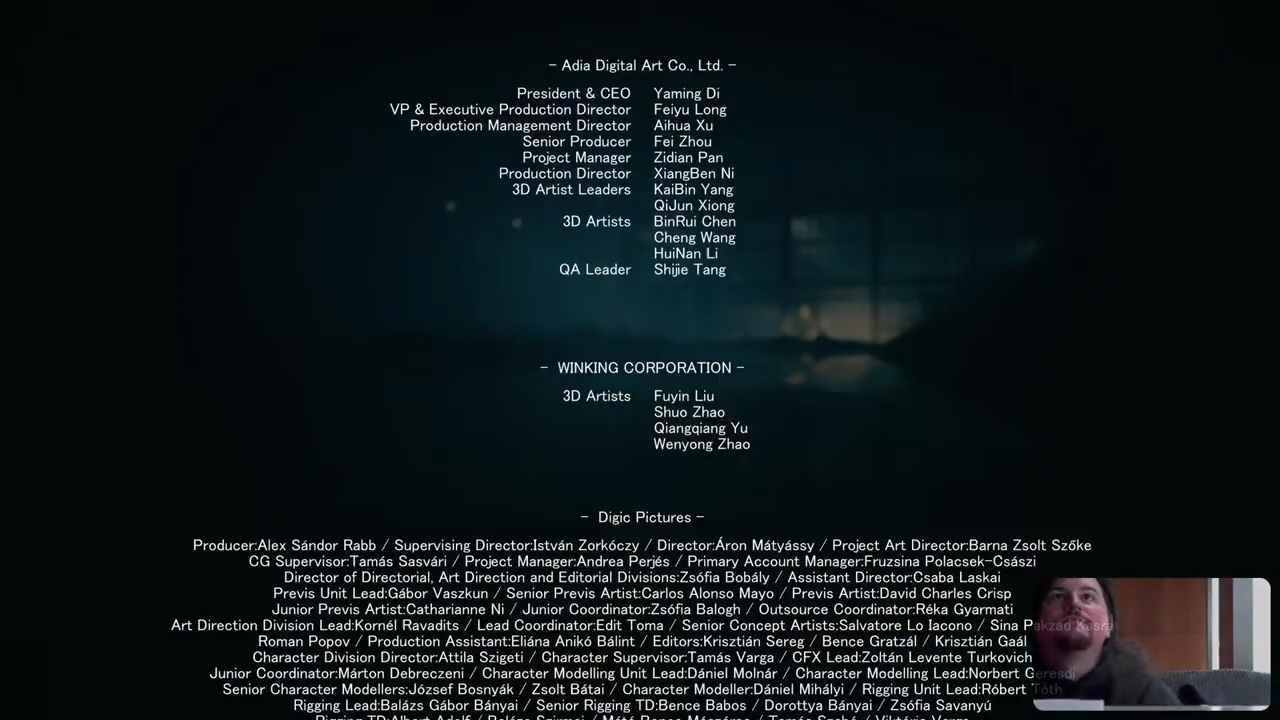 - Adia Digital Art Co., Ltd. -
President & CEO Yaming Di
VP & Executive Production Director Feiyu Long
Production Management Director Aihua Xu
Senior Producer Fei Zhou
Project Manager Zidian Pan
Production Director XiangBen Ni
3D Artist Leaders KaiBin Yang
QiJun Xiong
3D Artists BinRui Chen
Cheng Wang
HuiNan Li
QA Leader Shijie Tang
- WINKING CORPORATION -
3D Artists Fuyin Liu
Shuo Zhao
Qiangqiang Yu
Wenyong Zhao
- Digic Pictures -
Producer:Alex Sándor Rabb / Supervising Director:István Zorkóczy / Director:Áron Mátyássy / Project Art Director:Barna Zsolt Szőke
CG Supervisor:Tamás Sasvári / Project Manager:Andrea Perjés / Primary Account Manager:Fruzsina Polacsek-Császi
Director of Directorial, Art Direction and Editorial Divisions:Zsófia Bobály / Assistant Director:Csaba Laskai
Previs Unit Lead:Gábor Vaszkun / Senior Previs Artist:Carlos Alonso Mayo / Previs Artist:David Charles Crisp
Junior Previs Artist:Catharianne Ni / Junior Coordinator:Zsófia Balogh / Outsource Coordinator:Réka Gyarmati
Art Direction Division Lead:Kornél Ravadits / Lead Coordinator:Edit Toma / Senior Concept Artists:Salvatore Lo Iacono / Sina Pakzad Kasra
Roman Popov / Production Assistant:Eliána Anikó Bálint / Editors:Krisztián Sereg / Bence Gratzál / Krisztián Gaál
Character Division Director:Attila Szigeti / Character Supervisor:Tamás Varga / CFX Lead:Zoltán Levente Turkovich
Junior Coordinator:Márton Debreczeni / Character Modelling Unit Lead:Dániel Molnár / Character Modelling Lead:Norbert Geresdi
Senior Character Modellers:József Bosnyák / Zsolt Bátai / Character Modeller:Dániel Mihályi / Rigging Unit Lead:Róbert Tóth
Rigging Lead:Balázs Gábor Bányai / Senior Rigging TD:Bence Babos / Dorottya Bányai / Zsófia Savanyú